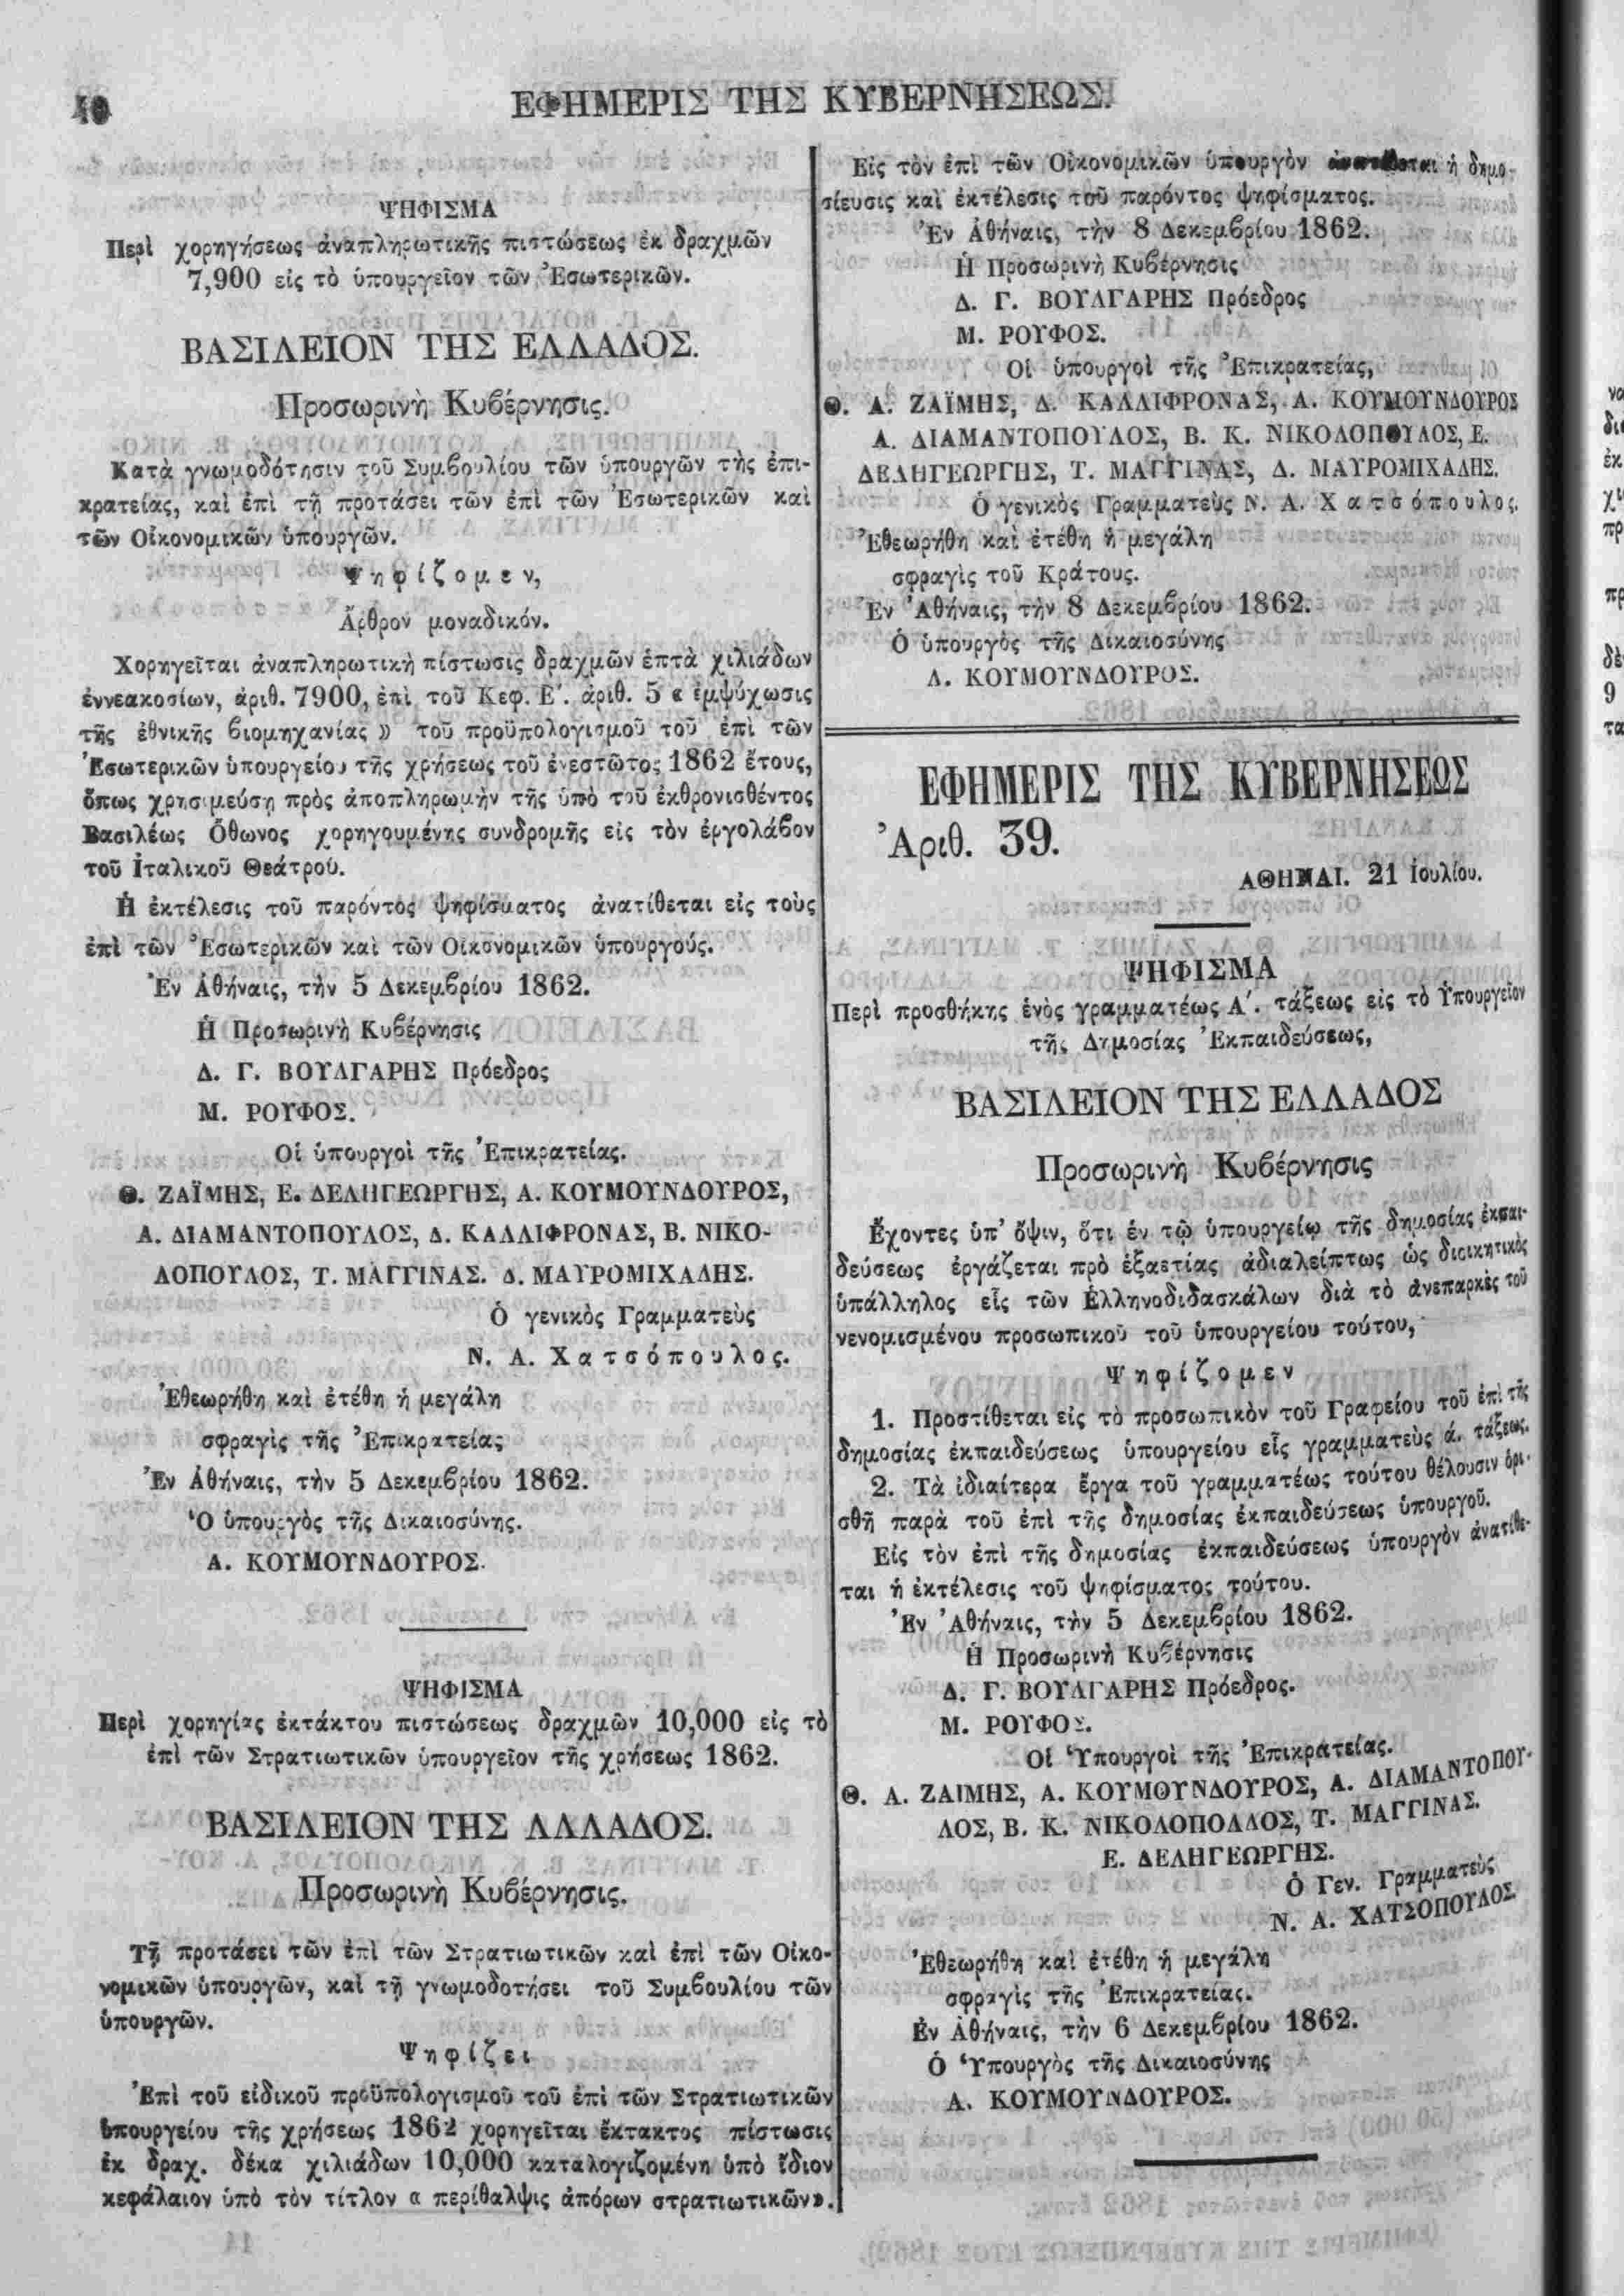 10
ΕΦΗΜΕΡΙΣ ΤΗΣ ΚΥΒΕΡΝΗΣΕΩΣ.
ΨΗΦΙΣΜΑ
Περὶ χορηγήσεως ἀναπληρωτικῆς πιστώσεως ἐκ δραχμῶν
7,900 εἰς τὸ ὑπουργεῖον τῶν Ἐσωτερικῶν.
ΒΑΣΙΛΕΙΟΝ ΤΗΣ ΕΛΛΑΔΟΣ.
Προσωρινὴ Κυβέρνησις.
Κατὰ γνωμοδότησιν τοῦ Συμβουλίου τῶν ὑπουργῶν τῆς ἐπι-
κρατείας, καὶ ἐπὶ τῇ προτάσει τῶν ἐπὶ τῶν Ἐσωτερικῶν καὶ
τῶν Οἰκονομικῶν ὑπουργῶν.
Ψηφίζομεν,
Ἄρθρον μοναδικόν.
Χορηγεῖται ἀναπληρωτικὴ πίστωσις δραχμῶν ἑπτὰ χιλιάδων
ἐννεακοσίων, ἀριθ. 7900, ἐπὶ τοῦ Κεφ. Ε΄. ἀριθ. 5 « ἐμψύχωσις
τῆς ἐθνικῆς βιομηχανίας » τοῦ προϋπολογισμοῦ τοῦ ἐπὶ τῶν
Ἐσωτερικῶν ὑπουργείου τῆς χρήσεως τοῦ ἐνεστῶτος 1862 ἔτους,
ὅπως χρησιμεύσῃ πρὸς ἀποπληρωμὴν τῆς ὑπὸ τοῦ ἐκθρονισθέντος
Βασιλέως Ὄθωνος χορηγουμένης συνδρομῆς εἰς τὸν ἐργολάβον
τοῦ Ἰταλικοῦ Θεάτρου.
Ἡ ἐκτέλεσις τοῦ παρόντος ψηφίσματος ἀνατίθεται εἰς τοὺς
ἐπὶ τῶν Ἐσωτερικῶν καὶ τῶν Οἰκονομικῶν ὑπουργούς.
Ἐν Ἀθήναις, τὴν 5 Δεκεμβρίου 1862.
Ἡ Προσωρινὴ Κυβέρνησις
Δ. Γ. ΒΟΥΛΓΑΡΗΣ Πρόεδρος
Μ. ΡΟΥΦΟΣ.
Οἱ ὑπουργοὶ τῆς Ἐπικρατείας.
Θ. ΖΑΪΜΗΣ, Ε. ΔΕΛΗΓΕΩΡΓΗΣ, Α. ΚΟΥΜΟΥΝΔΟΥΡΟΣ,
Α. ΔΙΑΜΑΝΤΟΠΟΥΛΟΣ, Δ. ΚΑΛΛΙΦΡΟΝΑΣ, Β. ΝΙΚΟ-
ΛΟΠΟΥΛΟΣ, Τ. ΜΑΓΓΙΝΑΣ. Δ. ΜΑΥΡΟΜΙΧΑΛΗΣ.
Ὁ γενικὸς Γραμματεὺς
Ν. Α. Χατσόπουλος.
Ἐθεωρήθη καὶ ἐτέθη ἡ μεγάλη
σφραγὶς τῆς Ἐπικρατείας
Ἐν Ἀθήναις, τὴν 5 Δεκεμβρίου 1862.
Ὁ ὑπουργὸς τῆς Δικαιοσύνης.
Α. ΚΟΥΜΟΥΝΔΟΥΡΟΣ.
ΨΗΦΙΣΜΑ
Περὶ χορηγίας ἐκτάκτου πιστώσεως δραχμῶν 10,000 εἰς τὸ
ἐπὶ τῶν Στρατιωτικῶν ὑπουργεῖον τῆς χρήσεως 1862.
ΒΑΣΙΛΕΙΟΝ ΤΗΣ ΛΛΛΑΔΟΣ.
Προσωρινὴ Κυβέρνησις.
Τῇ προτάσει τῶν ἐπὶ τῶν Στρατιωτικῶν καὶ ἐπὶ τῶν Οἰκο-
νομικῶν ὑπουργῶν, καὶ τῇ γνωμοδοτήσει τοῦ Συμβουλίου τῶν
ὑπουργῶν.
Ψηφίζει
Ἐπὶ τοῦ εἰδικοῦ προϋπολογισμοῦ τοῦ ἐπὶ τῶν Στρατιωτικῶν
ὑπουργείου τῆς χρήσεως 1862 χορηγεῖται ἔκτακτος πίστωσις
ἐκ δραχ. δέκα χιλιάδων 10,000 καταλογιζομένη ὑπὸ ἴδιον
κεφάλαιον ὑπὸ τὸν τίτλον « περίθαλψις ἀπόρων στρατιωτικῶν».
Εἰς τὸν ἐπὶ τῶν Οἰκονομικῶν ὑπουργὸν ἀνατίθεται ἡ δημο-
σίευσις καὶ ἐκτέλεσις τοῦ παρόντος ψηφίσματος.
Ἐν Ἀθήναις, τὴν 8 Δεκεμβρίου 1862.
Ἡ Προσωρινὴ Κυβέρνησις
Δ. Γ. ΒΟΥΛΓΑΡΗΣ Πρόεδρος
Μ. ΡΟΥΦΟΣ.
Οἱ ὑπουργοὶ τῆς Ἐπικρατείας,
Θ. Α. ΖΑΪΜΗΣ, Δ. ΚΑΛΛΙΦΡΟΝΑΣ, Α. ΚΟΥΜΟΥΝΔΟΥΡΟΣ
Α. ΔΙΑΜΑΝΤΟΠΟΥΛΟΣ, Β. Κ. ΝΙΚΟΛΟΠΟΥΛΟΣ, Ε.
ΔΕΛΗΓΕΩΡΓΗΣ, Τ. ΜΑΓΓΙΝΑΣ, Δ. ΜΑΥΡΟΜΙΧΑΛΗΣ.
Ὁ γενικὸς Γραμματεὺς Ν. Α. Χατσόπουλος.
Ἐθεωρήθη καὶ ἐτέθη ἡ μεγάλη
σφραγὶς τοῦ Κράτους.
Ἐν Ἀθήναις, τὴν 8 Δεκεμβρίου 1862.
Ὁ ὑπουργὸς τῆς Δικαιοσύνης
Α. ΚΟΥΜΟΥΝΔΟΥΡΟΣ.
ΕΦΗΜΕΡΙΣ ΤΗΣ ΚΥΒΕΡΝΗΣΕΩΣ
Ἀριθ. 39.
ΑΘΗΝΑΙ. 21 Ἰουλίου.
ΨΗΦΙΣΜΑ
Περὶ προσθήκης ἑνὸς γραμματέως Α΄. τάξεως εἰς τὸ Ὑπουργεῖον
τῆς Δημοσίας Ἐκπαιδεύσεως,
ΒΑΣΙΛΕΙΟΝ ΤΗΣ ΕΛΛΑΔΟΣ
Προσωρινὴ Κυβέρνησις
Ἔχοντες ὑπ' ὄψιν, ὅτι ἐν τῷ ὑπουργείῳ τῆς δημοσίας ἐκπαι-
δεύσεως ἐργάζεται πρὸ ἑξαετίας ἀδιαλείπτως ὡς διοικητικὸς
ὑπάλληλος εἷς τῶν Ἑλληνοδιδασκάλων διὰ τὸ ἀνεπαρκὲς τοῦ
νενομισμένου προσωπικοῦ τοῦ ὑπουργείου τούτου,
Ψηφίζομεν
1. Προστίθεται εἰς τὸ προσωπικὸν τοῦ Γραφείου τοῦ ἐπὶ τῆς
δημοσίας ἐκπαιδεύσεως ὑπουργείου εἷς γραμματεὺς ά. τάξεως.
2. Τὰ ἰδιαίτερα ἔργα τοῦ γραμματέως τούτου θέλουσιν ὁρι-
σθῆ παρὰ τοῦ ἐπὶ τῆς δημοσίας ἐκπαιδεύσεως ὑπουργοῦ.
Εἰς τὸν ἐπὶ τῆς δημοσίας ἐκπαιδεύσεως ὑπουργὸν ἀνατίθε-
ται ἡ ἐκτέλεσις τοῦ ψηφίσματος τούτου.
Ἐν Ἀθήναις, τὴν 5 Δεκεμβρίου 1862.
Ἡ Προσωρινὴ Κυβέρνησις
Δ. Γ. ΒΟΥΛΓΑΡΗΣ Πρόεδρος.
Μ. ΡΟΥΦΟΣ.
Οἱ Ὑπουργοὶ τῆς Ἐπικρατείας.
Θ. Α. ΖΑΙΜΗΣ, Α. ΚΟΥΜΘΥΝΔΟΥΡΟΣ, Α. ΔΙΑΜΑΝΤΟΠΟΥ-
ΛΟΣ, Β. Κ. ΝΙΚΟΛΟΠΟΛΛΟΣ, Τ. ΜΑΓΓΙΝΑΣ.
Ε. ΔΕΛΗΓΕΩΡΓΗΣ.
Ὁ Γεν. Γραμματεὺς
Ν. Α. ΧΑΤΣΟΠΟΥΛΟΣ.
Ἐθεωρήθη καὶ ἐτέθη ἡ μεγάλη
σφραγὶς τῆς Ἐπικρατείας.
Ἐν Ἀθήναις, τὴν 6 Δεκεμβρίου 1862.
Ὁ Ὑπουργὸς τῆς Δικαιοσύνης
Α. ΚΟΥΜΟΥΝΔΟΥΡΟΣ.